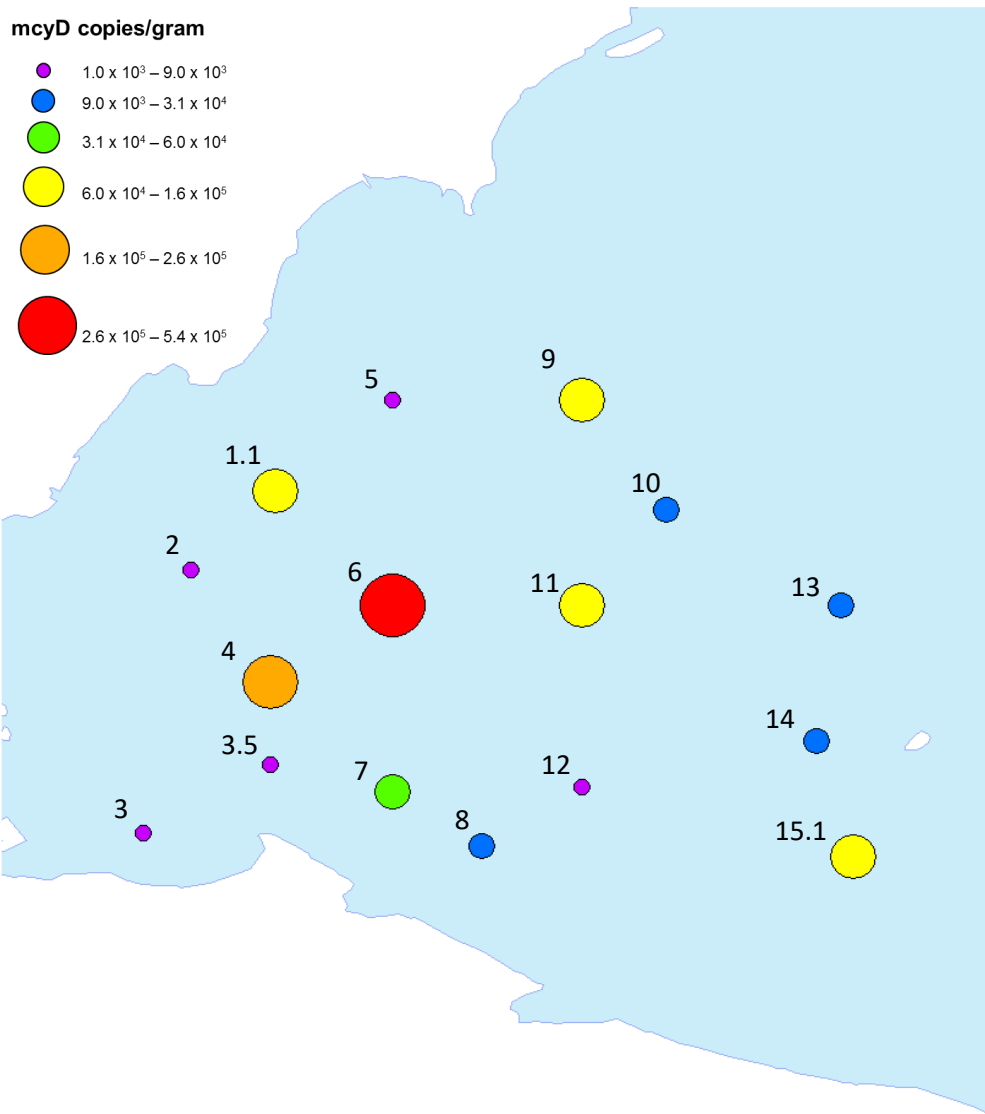 mcyD copies/gram
1.0 x 10³ – 9.0 x 10³
9.0 x 10³ – 3.1 x 10⁴
3.1 x 10⁴ – 6.0 x 10⁴
6.0 x 10⁴ – 1.6 x 10⁵
1.6 x 10⁵ – 2.6 x 10⁵
2.6 x 10⁵ – 5.4 x 10⁵
9
5
1.1
10
2
6
11
13
4
14
3.5
7
12
3
8
15.1